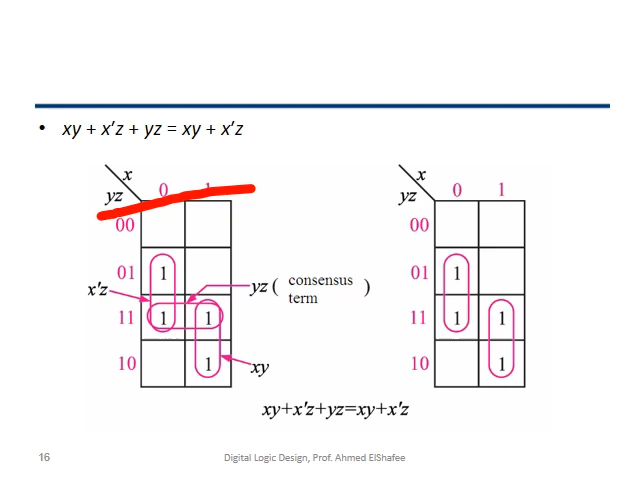 • xy + x′z + yz = xy + x′z
x x
yz 0 yz 0 1
00 00
01 1 01 1
x'z yz ( consensus term )
11 1 1 11 1 1
10 1 10 1
xy
xy+x'z+yz=xy+x'z
16 Digital Logic Design, Prof. Ahmed ElShafee